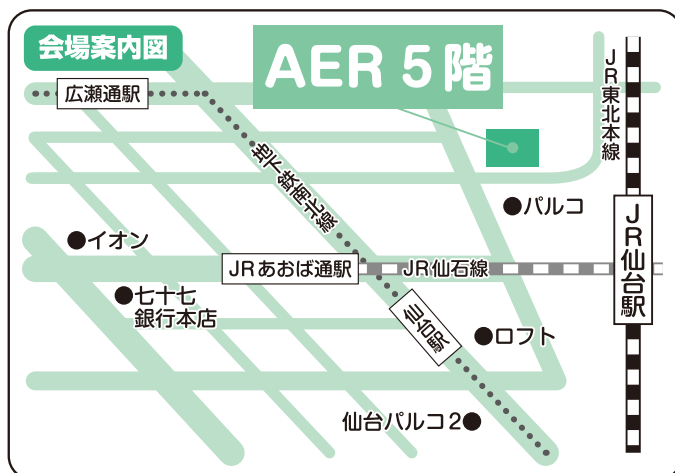 会場案内図
AER 5階
広瀬通駅
JR東北本線
地下鉄南北線
●パルコ
●イオン
JR仙台駅
JRあおば通駅
JR仙石線
●七十七
銀行本店
仙台駅
●ロフト
仙台パルコ2●